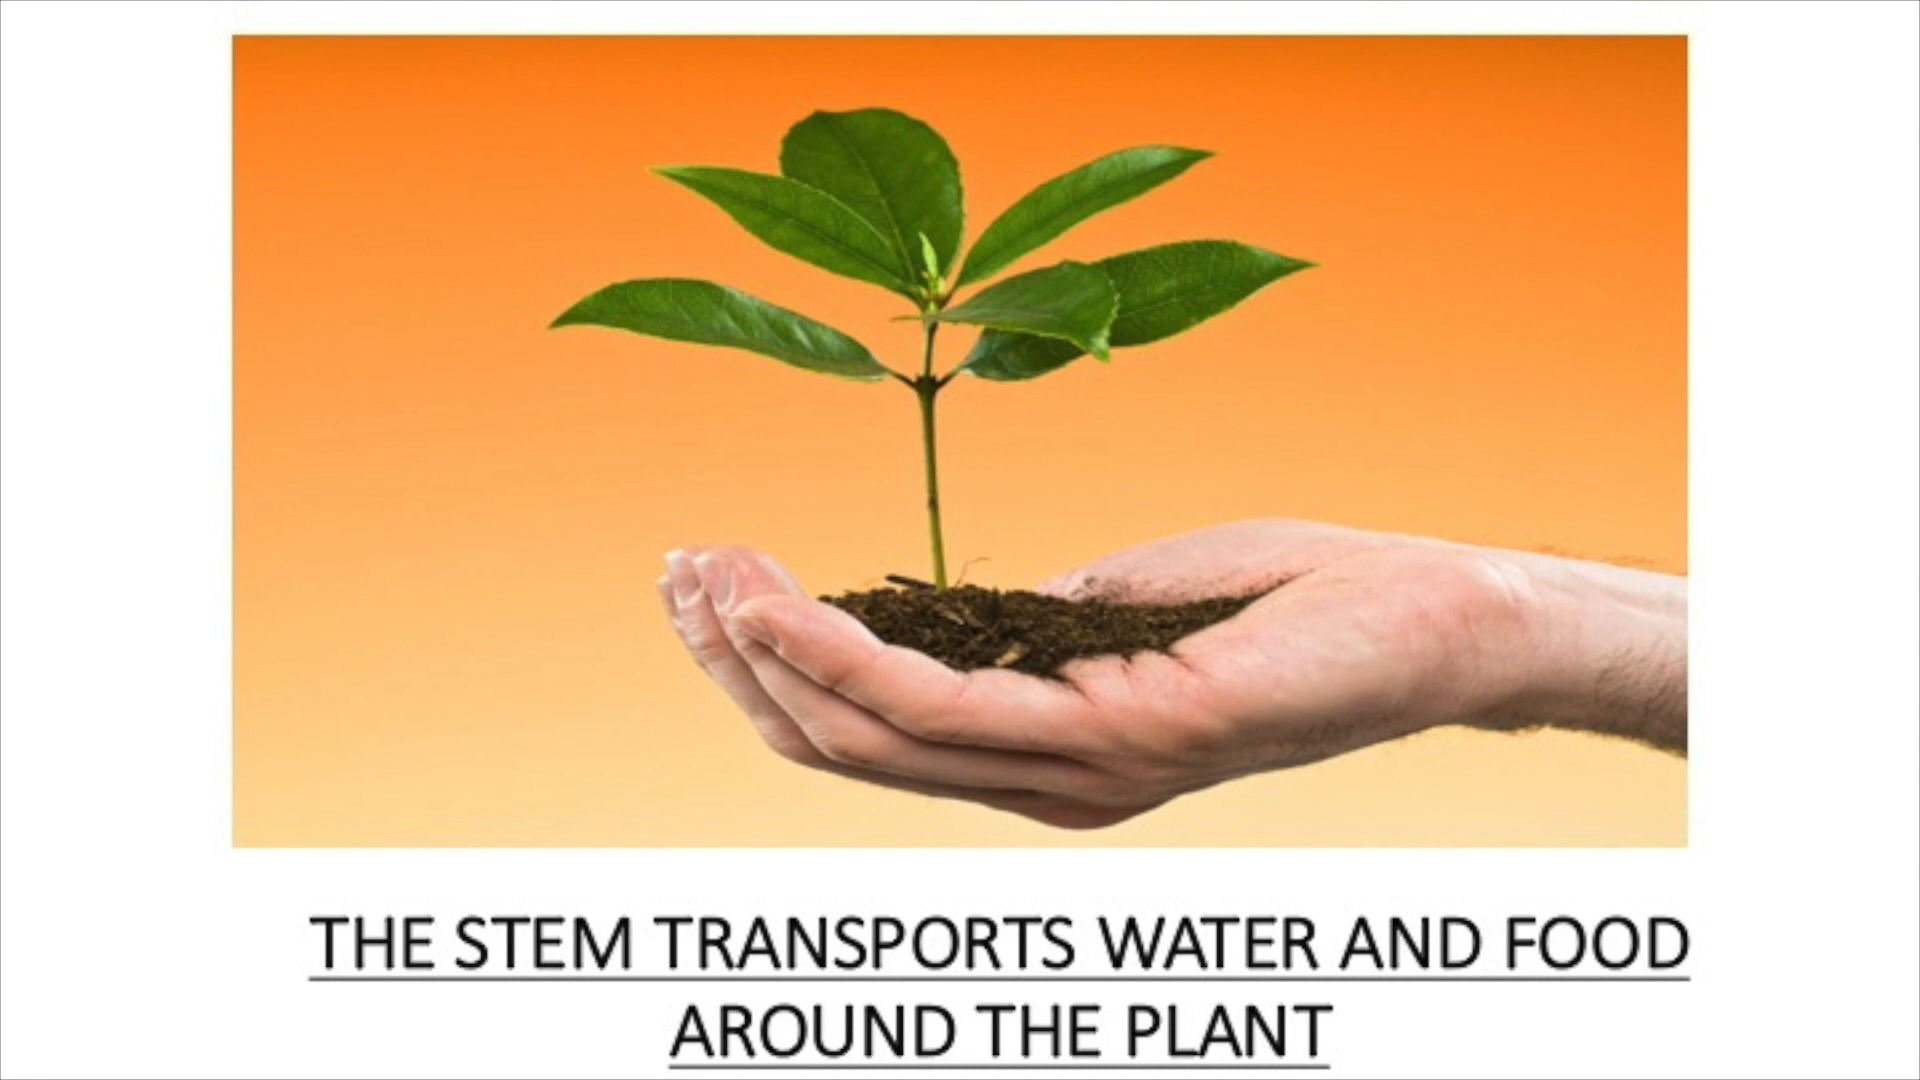 THE STEM TRANSPORTS WATER AND FOOD
AROUND THE PLANT